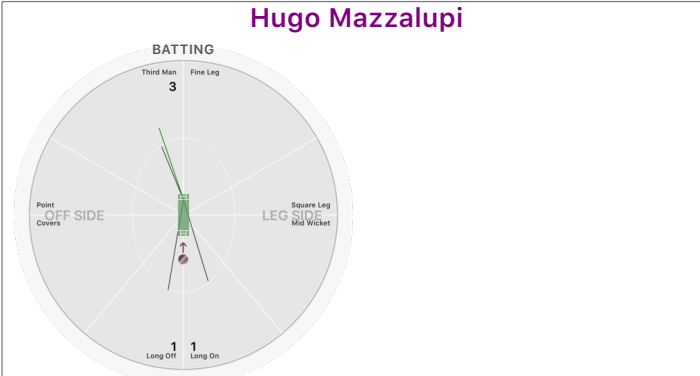 Hugo Mazzalupi
BATTING
Third Man Fine Leg
3
Point Square Leg
OFF SIDE LEG SIDE
Covers Mid Wicket
1 1
Long Off Long On